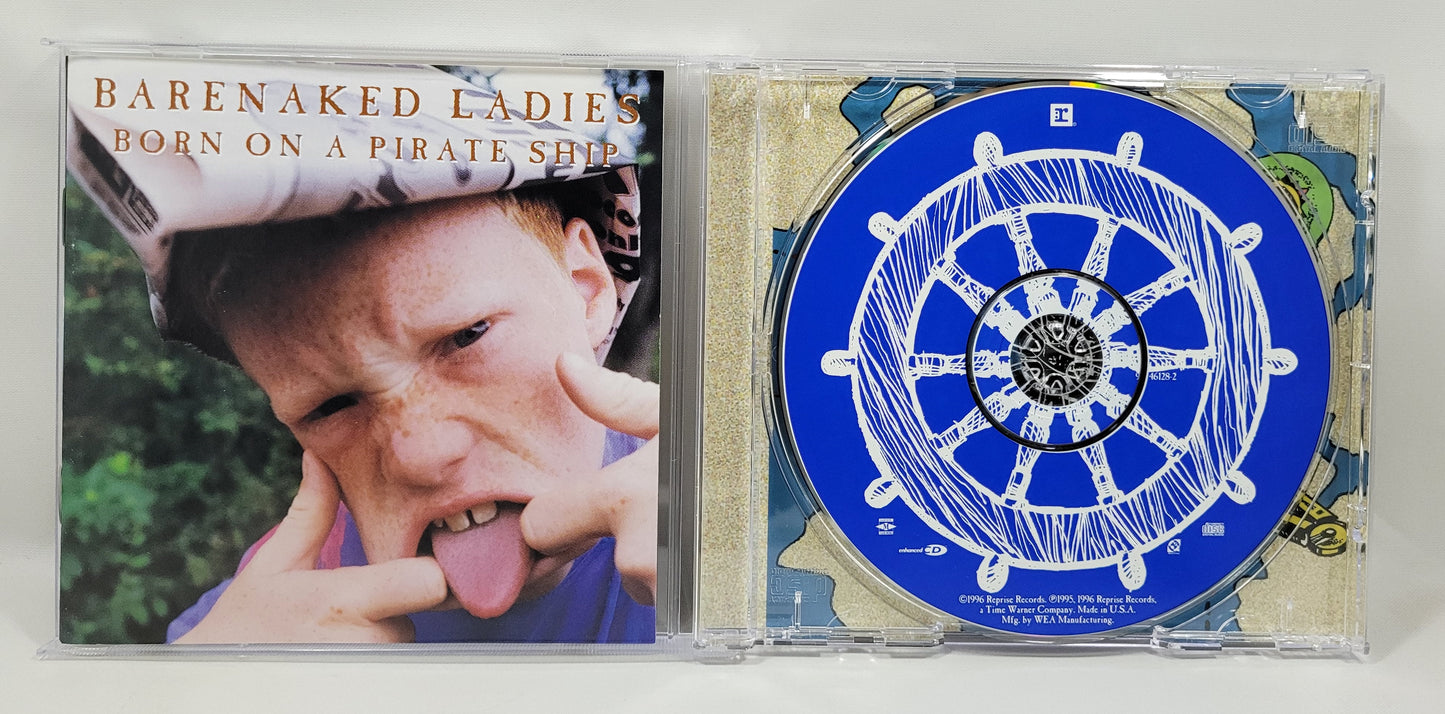 BARENAKED LADIES
BORN ON A PIRATE SHIP
R
46128-2
enhanced CD
DISC
©1996 Reprise Records. ℗1995, 1996 Reprise Records,
a Time Warner Company. Made in U.S.A.
Mfg. by WEA Manufacturing.